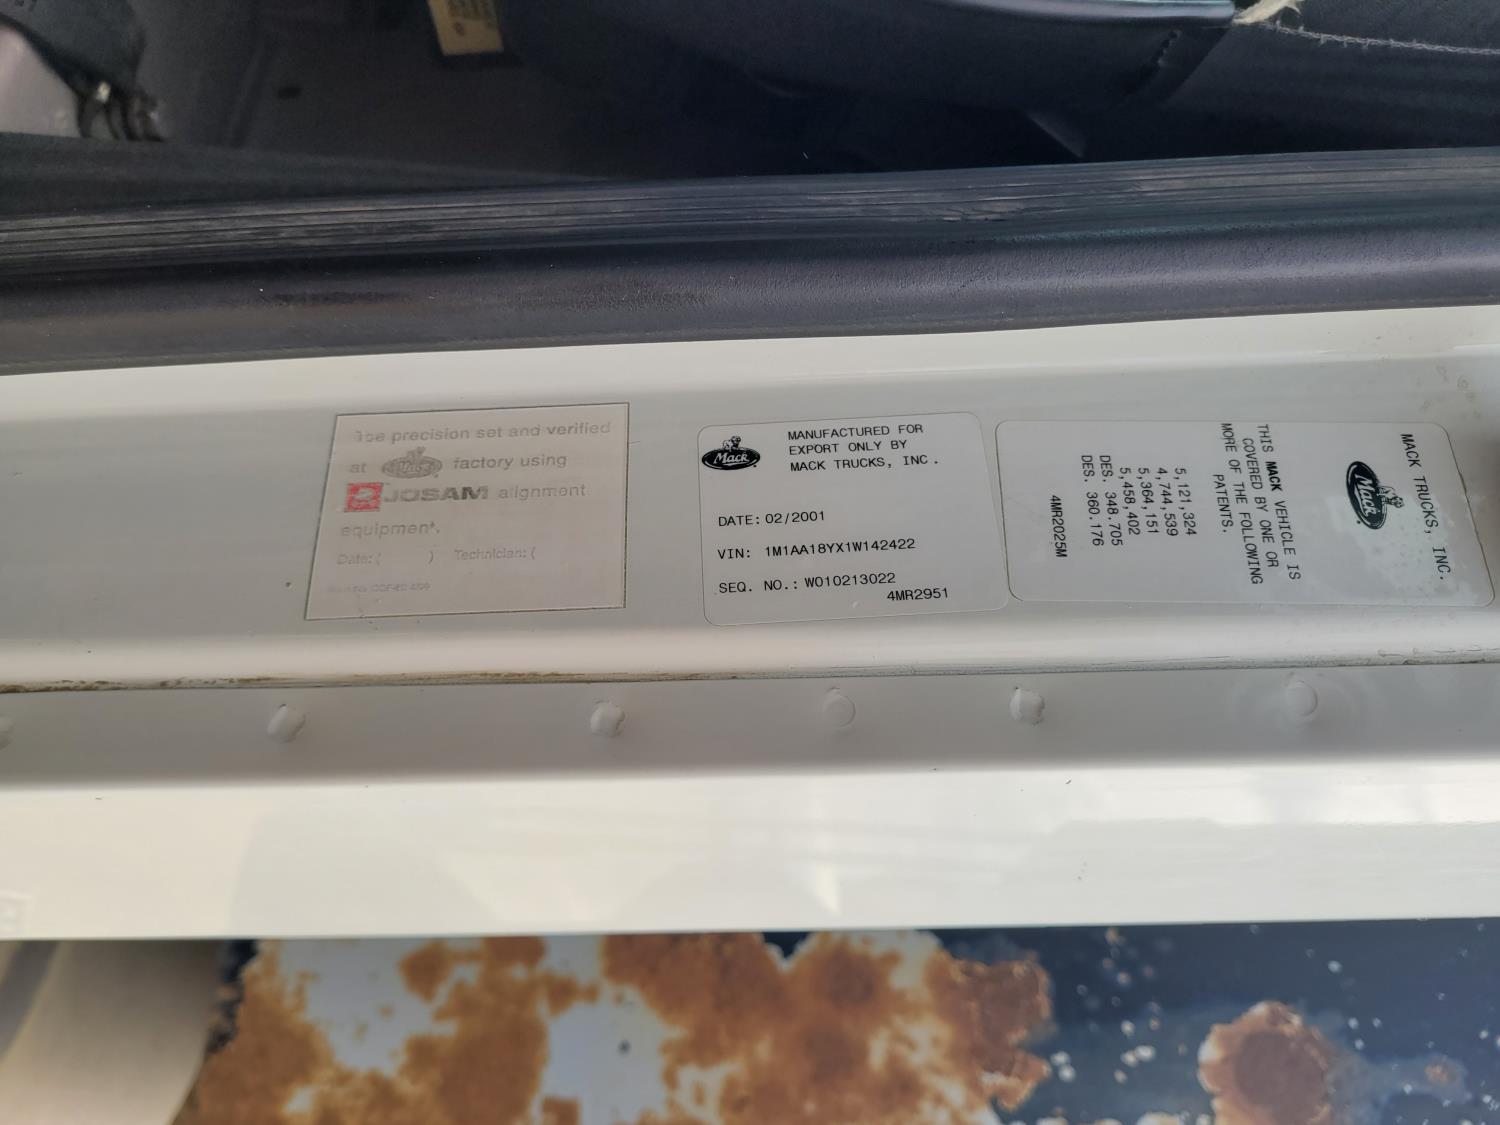 Toe precision set and verified
at Mack factory using
JOSAM alignment
equipment.
Date: ( ) Technician: (
Mack
MANUFACTURED FOR
EXPORT ONLY BY
MACK TRUCKS, INC.
DATE: 02/2001
VIN: 1M1AA18YX1W142422
SEQ. NO.: W010213022
4MR2951
MACK TRUCKS, INC.
Mack
THIS MACK VEHICLE IS
COVERED BY ONE OR
MORE OF THE FOLLOWING
PATENTS.
5,121,324
4,744,539
5,364,151
5,458,402
DES. 348.705
DES. 360.176
4MR2025M